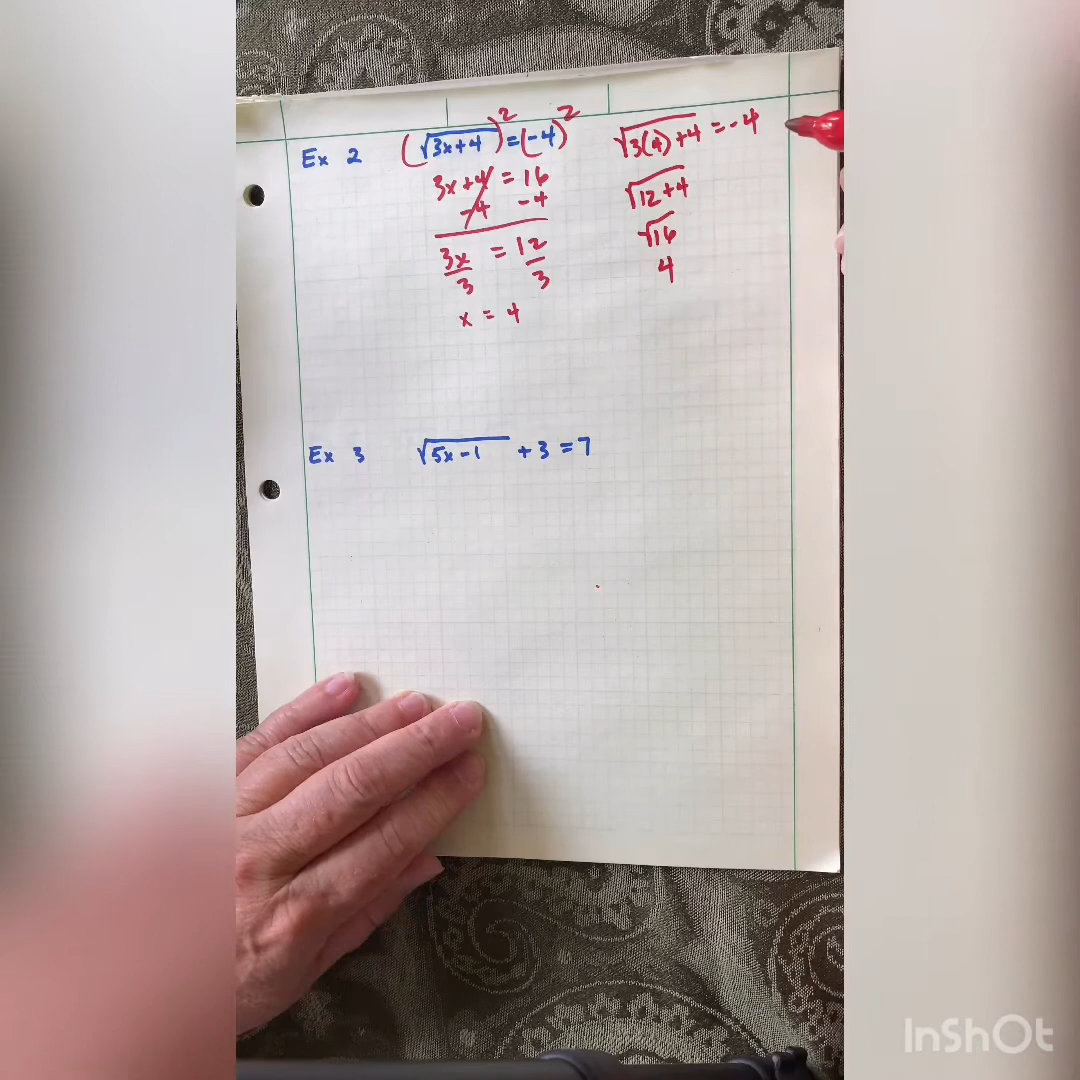 Ex 2 (√3x+4)² = (-4)² √3(4)+4 = -4
3x+4 = 16 √12+4
-4 -4 √16
3x/3 = 12/3 4
x = 4
Ex 3 √5x-1 + 3 = 7
InShOt